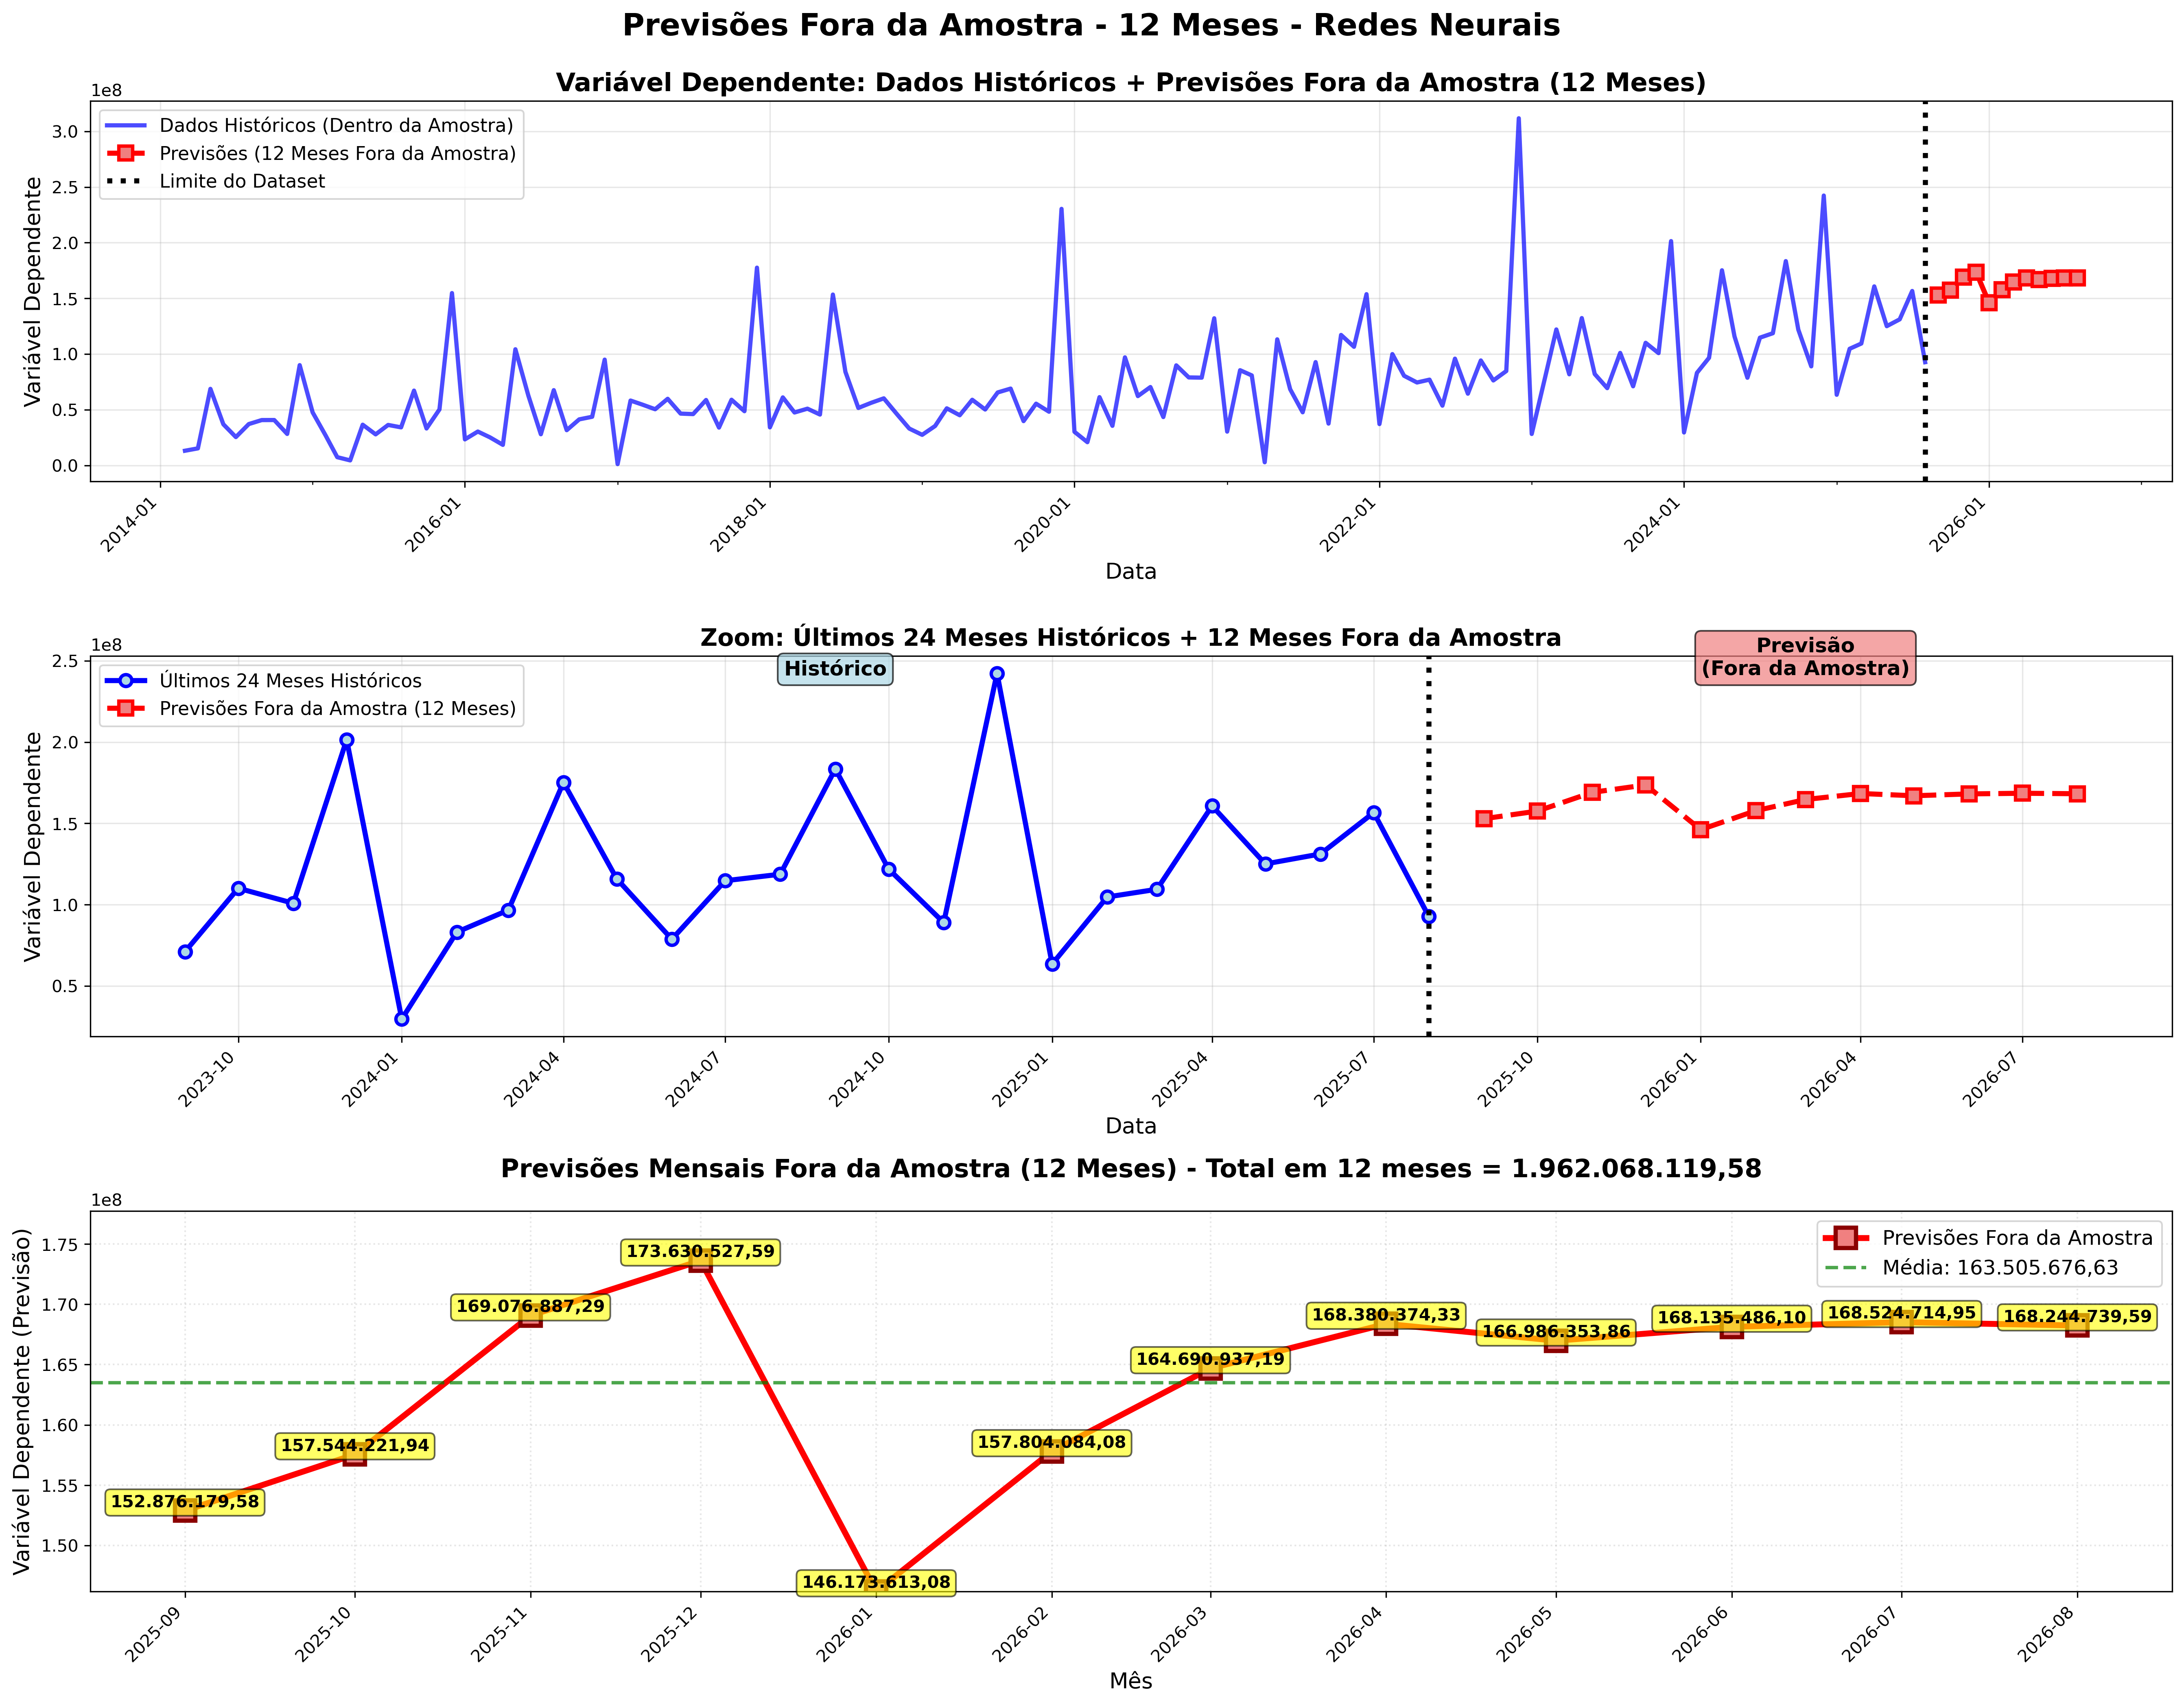 Previsões Fora da Amostra - 12 Meses - Redes Neurais
Variável Dependente: Dados Históricos + Previsões Fora da Amostra (12 Meses)
1e8
Dados Históricos (Dentro da Amostra)
Previsões (12 Meses Fora da Amostra)
Limite do Dataset
Variável Dependente
3.0
2.5
2.0
1.5
1.0
0.5
0.0
2014-01
2016-01
2018-01
2020-01
2022-01
2024-01
2026-01
Data
Zoom: Últimos 24 Meses Históricos + 12 Meses Fora da Amostra
1e8
Últimos 24 Meses Históricos
Previsões Fora da Amostra (12 Meses)
Histórico
Previsão
(Fora da Amostra)
Variável Dependente
2.5
2.0
1.5
1.0
0.5
2023-10
2024-01
2024-04
2024-07
2024-10
2025-01
2025-04
2025-07
2025-10
2026-01
2026-04
2026-07
Data
Previsões Mensais Fora da Amostra (12 Meses) - Total em 12 meses = 1.962.068.119,58
1e8
Previsões Fora da Amostra
Média: 163.505.676,63
Variável Dependente (Previsão)
1.75
1.70
1.65
1.60
1.55
1.50
152.876.179,58
157.544.221,94
169.076.887,29
173.630.527,59
146.173.613,08
157.804.084,08
164.690.937,19
168.380.374,33
166.986.353,86
168.135.486,10
168.524.714,95
168.244.739,59
2025-09
2025-10
2025-11
2025-12
2026-01
2026-02
2026-03
2026-04
2026-05
2026-06
2026-07
2026-08
Mês